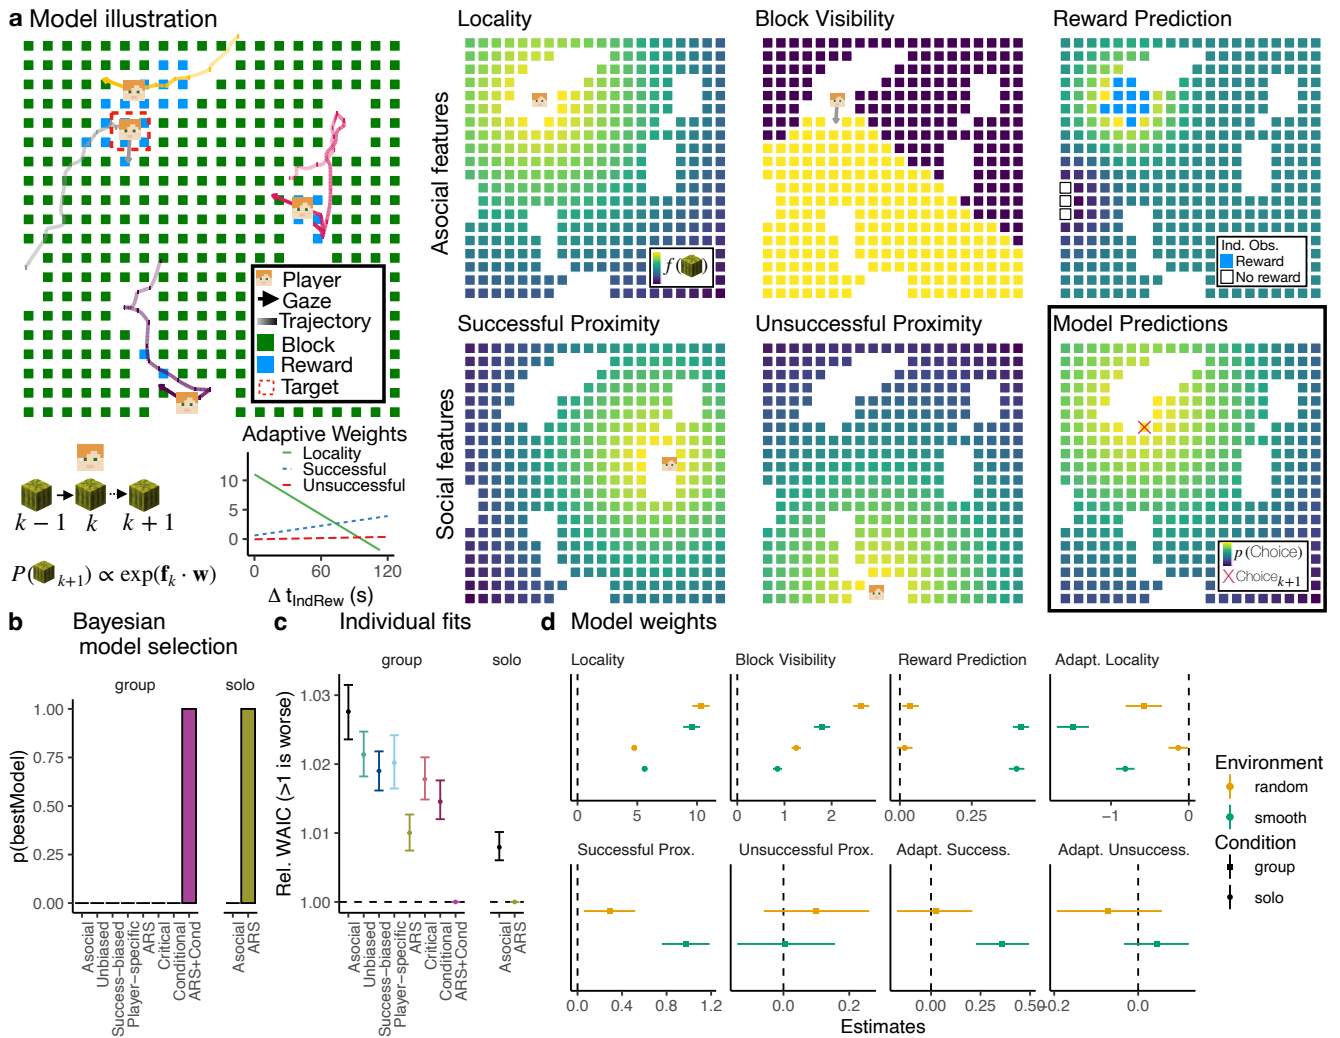 a Model illustration
Player
Gaze
Trajectory
Block
Reward
Target
k − 1 k k + 1
P( k+1) ∝ exp(fk · w)
Adaptive Weights
Locality
Successful
Unsuccessful
10
5
0
0 60 120
Δ tIndRew (s)
Asocial features
Locality
f( )
Block Visibility
Reward Prediction
Ind. Obs.
Reward
No reward
Social features
Successful Proximity
Unsuccessful Proximity
Model Predictions
p(Choice)
Choicek+1
b Bayesian
model selection
group solo
p(bestModel)
1.00
0.75
0.50
0.25
0.00
Asocial
Unbiased
Success−biased
Player−specific
ARS
Critical
Conditional
ARS+Cond
Asocial
ARS
c Individual fits
group solo
Rel. WAIC (>1 is worse)
1.03
1.02
1.01
1.00
Asocial
Unbiased
Success−biased
Player−specific
ARS
Critical
Conditional
ARS+Cond
Asocial
ARS
d Model weights
Locality
0 5 10
Block Visibility
0 1 2
Reward Prediction
0.00 0.25
Adapt. Locality
−1 0
Successful Prox.
0.0 0.4 0.8 1.2
Unsuccessful Prox.
0.0 0.2
Adapt. Success.
0.00 0.25 0.50
Adapt. Unsuccess.
−0.2 0.0
Estimates
Environment
random
smooth
Condition
group
solo